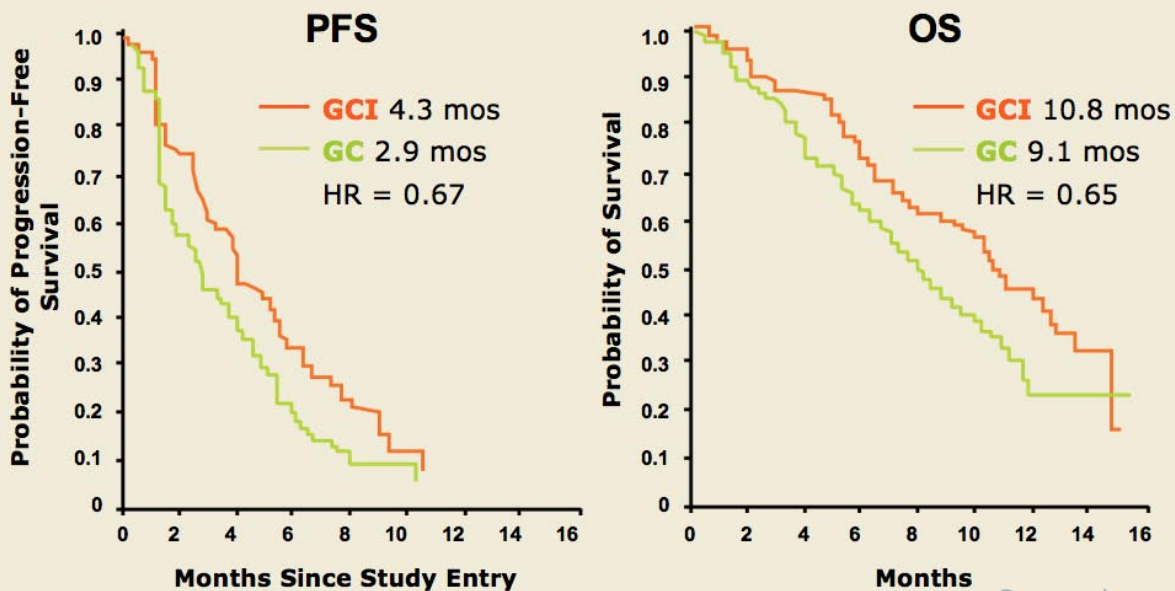 PFS
Probability of Progression-Free
Survival
1.0
0.9
0.8
0.7
0.6
0.5
0.4
0.3
0.2
0.1
0
GCI 4.3 mos
GC 2.9 mos
HR = 0.67
0 2 4 6 8 10 12 14 16
Months Since Study Entry
OS
Probability of Survival
1.0
0.9
0.8
0.7
0.6
0.5
0.4
0.3
0.2
0.1
0
GCI 10.8 mos
GC 9.1 mos
HR = 0.65
0 2 4 6 8 10 12 14 16
Months